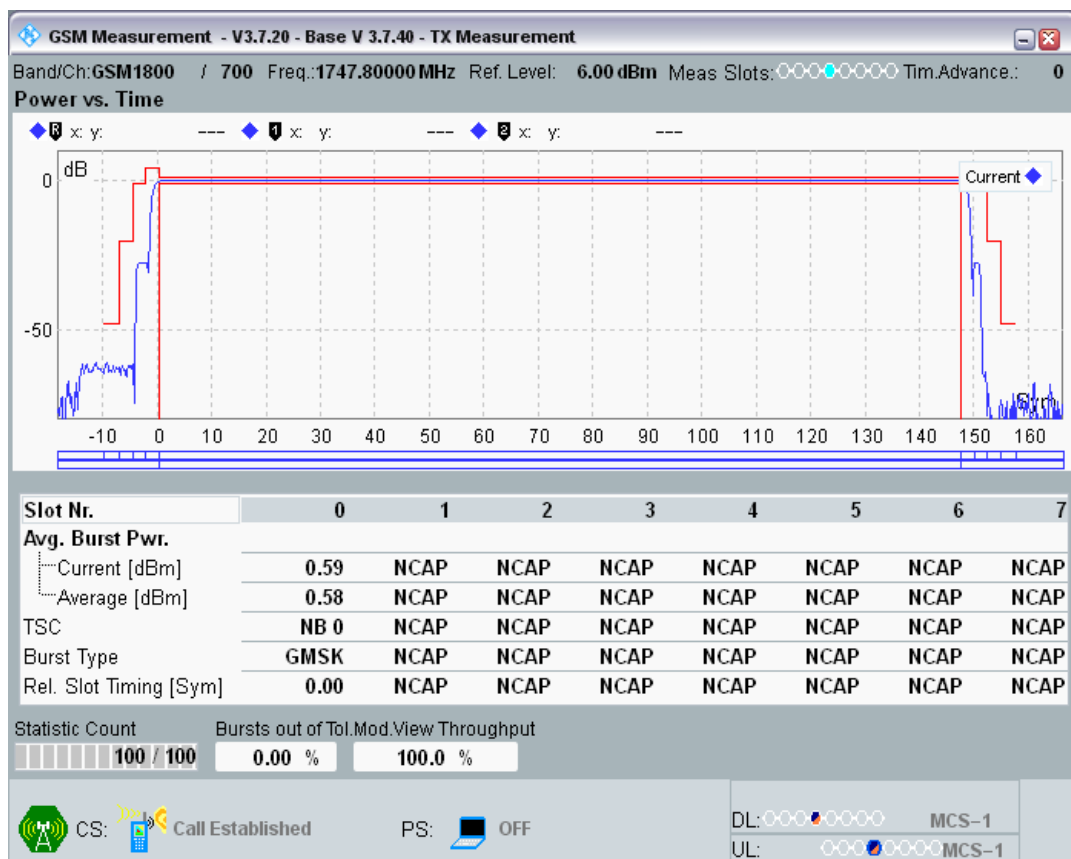 GSM Measurement - V3.7.20 - Base V 3.7.40 - TX Measurement
Band/Ch:GSM1800 / 700 Freq.:1747.80000 MHz Ref. Level: 6.00 dBm Meas Slots: Tim.Advance.: 0
Power vs. Time
R x: y: --- 1 x: y: --- 2 x: y: ---
dB
Current
0
-50
Sym
-10 0 10 20 30 40 50 60 70 80 90 100 110 120 130 140 150 160
Slot Nr. 0 1 2 3 4 5 6 7
Avg. Burst Pwr.
Current [dBm] 0.59 NCAP NCAP NCAP NCAP NCAP NCAP NCAP
Average [dBm] 0.58 NCAP NCAP NCAP NCAP NCAP NCAP NCAP
TSC NB 0 NCAP NCAP NCAP NCAP NCAP NCAP NCAP
Burst Type GMSK NCAP NCAP NCAP NCAP NCAP NCAP NCAP
Rel. Slot Timing [Sym] 0.00 NCAP NCAP NCAP NCAP NCAP NCAP NCAP
Statistic Count Bursts out of Tol. Mod.View Throughput
100 / 100 0.00 % 100.0 %
CS: Call Established PS: OFF DL: MCS-1
UL: MCS-1